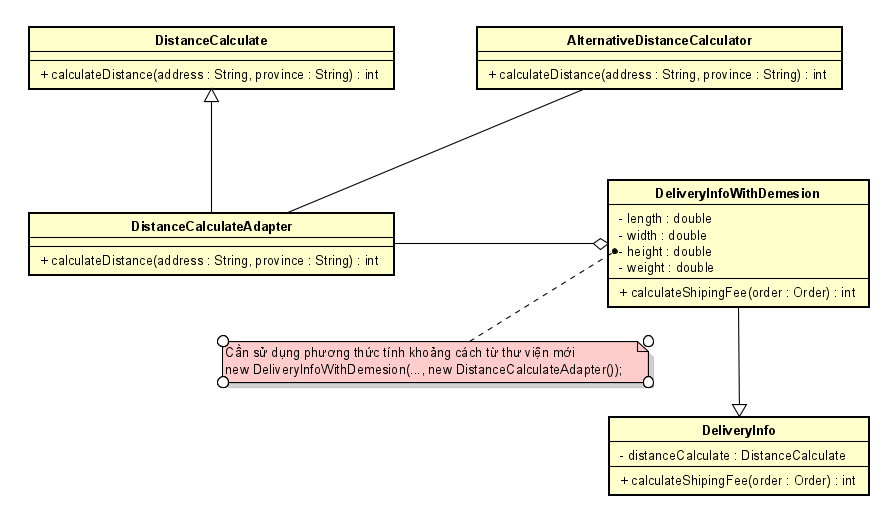 DistanceCalculate
+ calculateDistance(address : String, province : String) : int
AlternativeDistanceCalculator
+ calculateDistance(address : String, province : String) : int
DistanceCalculateAdapter
+ calculateDistance(address : String, province : String) : int
DeliveryInfoWithDemesion
- length : double
- width : double
- height : double
- weight : double
+ calculateShipingFee(order : Order) : int
Cần sử dụng phương thức tính khoảng cách từ thư viện mới
new DeliveryInfoWithDemesion(..., new DistanceCalculateAdapter());
DeliveryInfo
- distanceCalculate : DistanceCalculate
+ calculateShipingFee(order : Order) : int